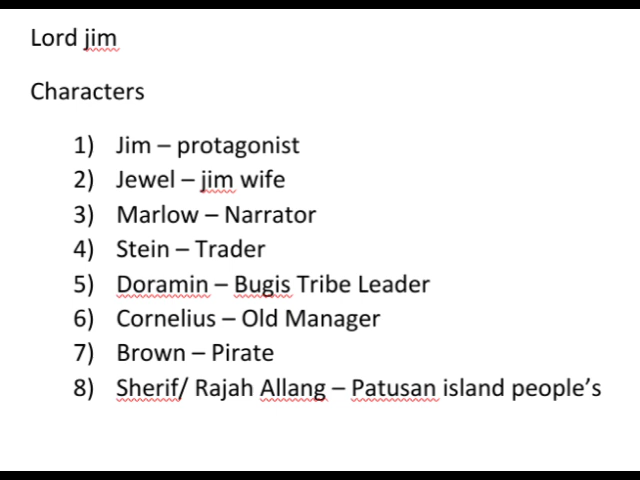 Lord jim
Characters
1) Jim – protagonist
2) Jewel – jim wife
3) Marlow – Narrator
4) Stein – Trader
5) Doramin – Bugis Tribe Leader
6) Cornelius – Old Manager
7) Brown – Pirate
8) Sherif/ Rajah Allang – Patusan island people’s